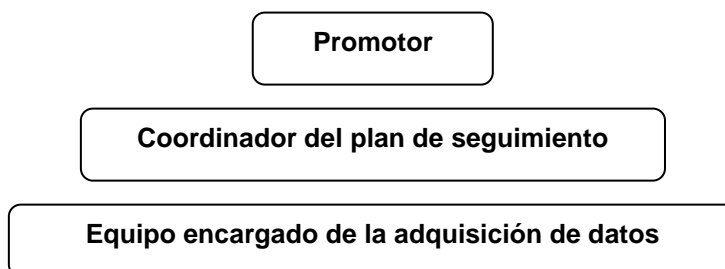 Promotor
Coordinador del plan de seguimiento
Equipo encargado de la adquisición de datos